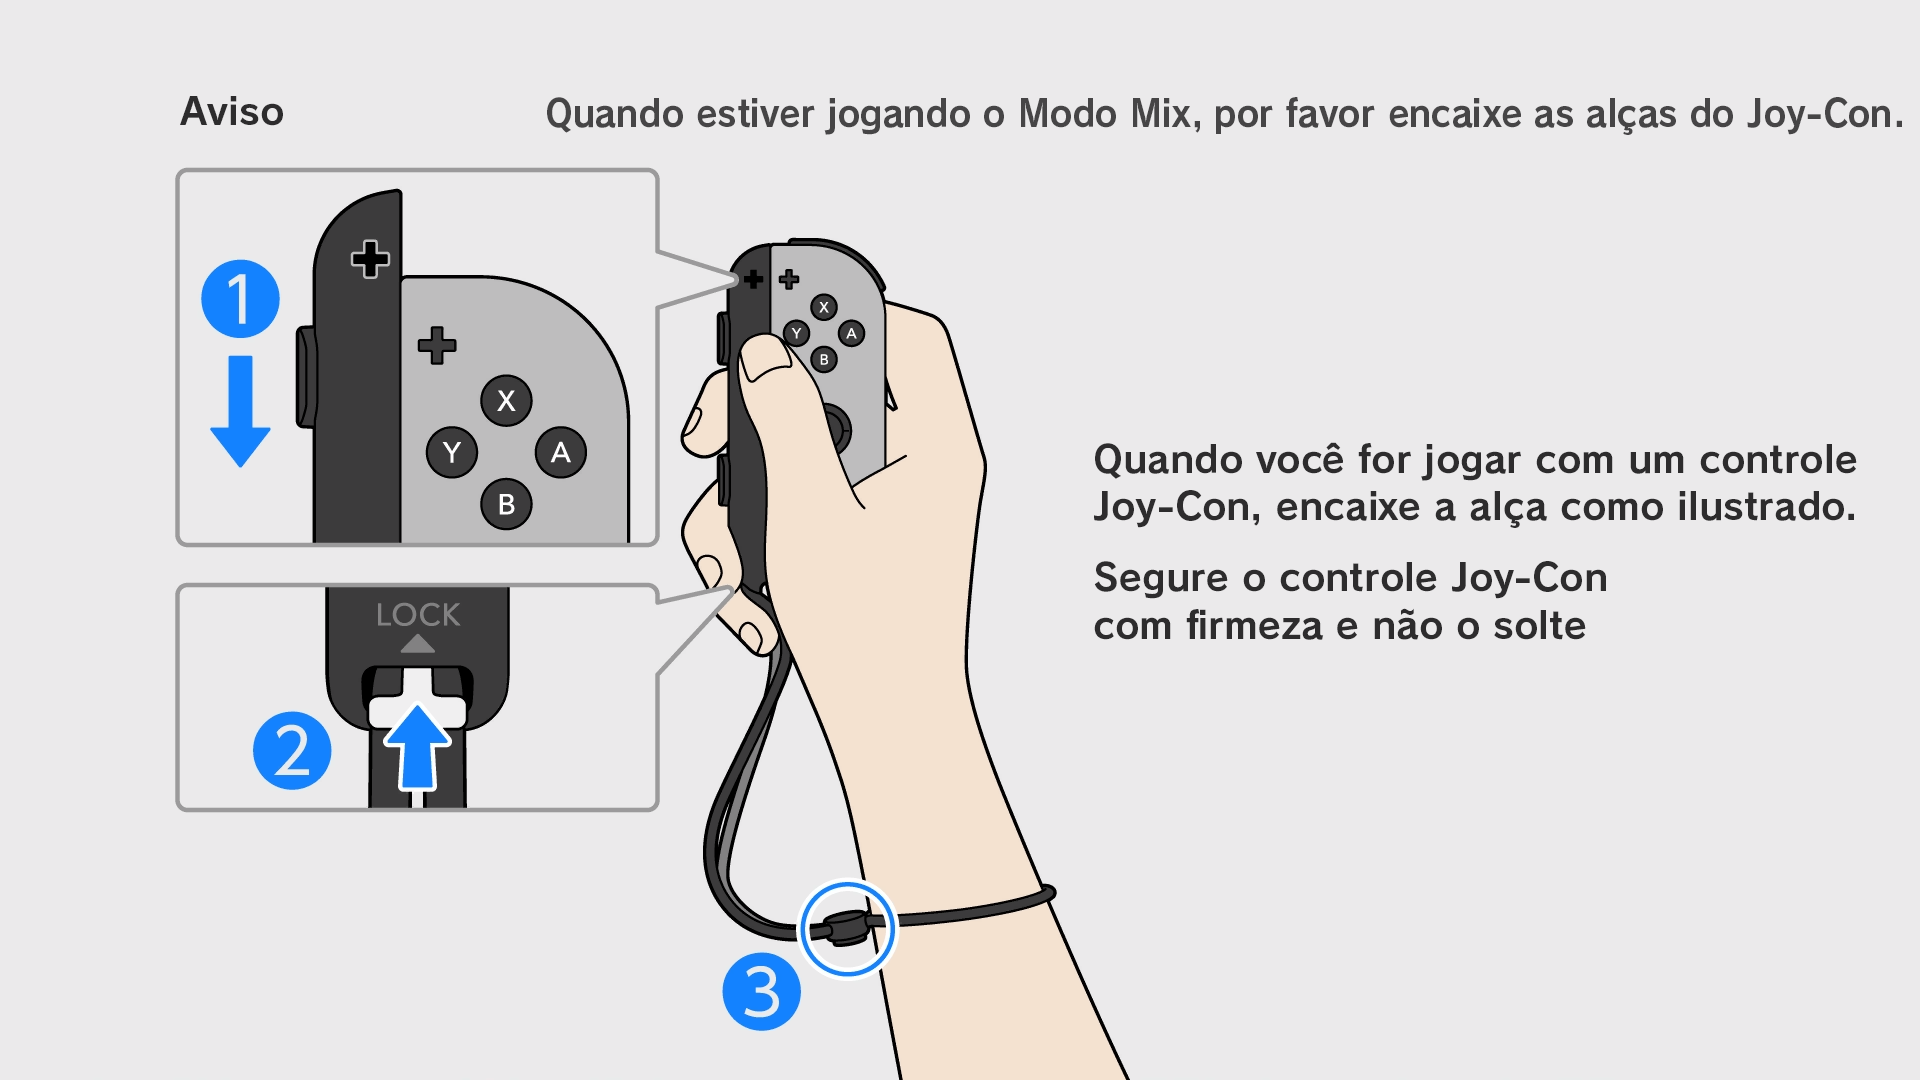 Aviso
Quando estiver jogando o Modo Mix, por favor encaixe as alças do Joy-Con.
1
X
Y
A
B
X
Y
A
B
Quando você for jogar com um controle
Joy-Con, encaixe a alça como ilustrado.
Segure o controle Joy-Con
com firmeza e não o solte
LOCK
2
3